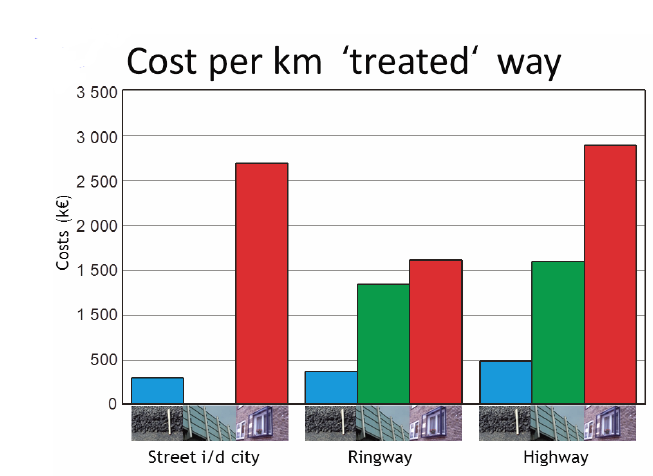 Cost per km ‘treated‘ way
Costs (k€)
3 500
3 000
2 500
2 000
1 500
1 500
500
0
Street i/d city
Ringway
Highway